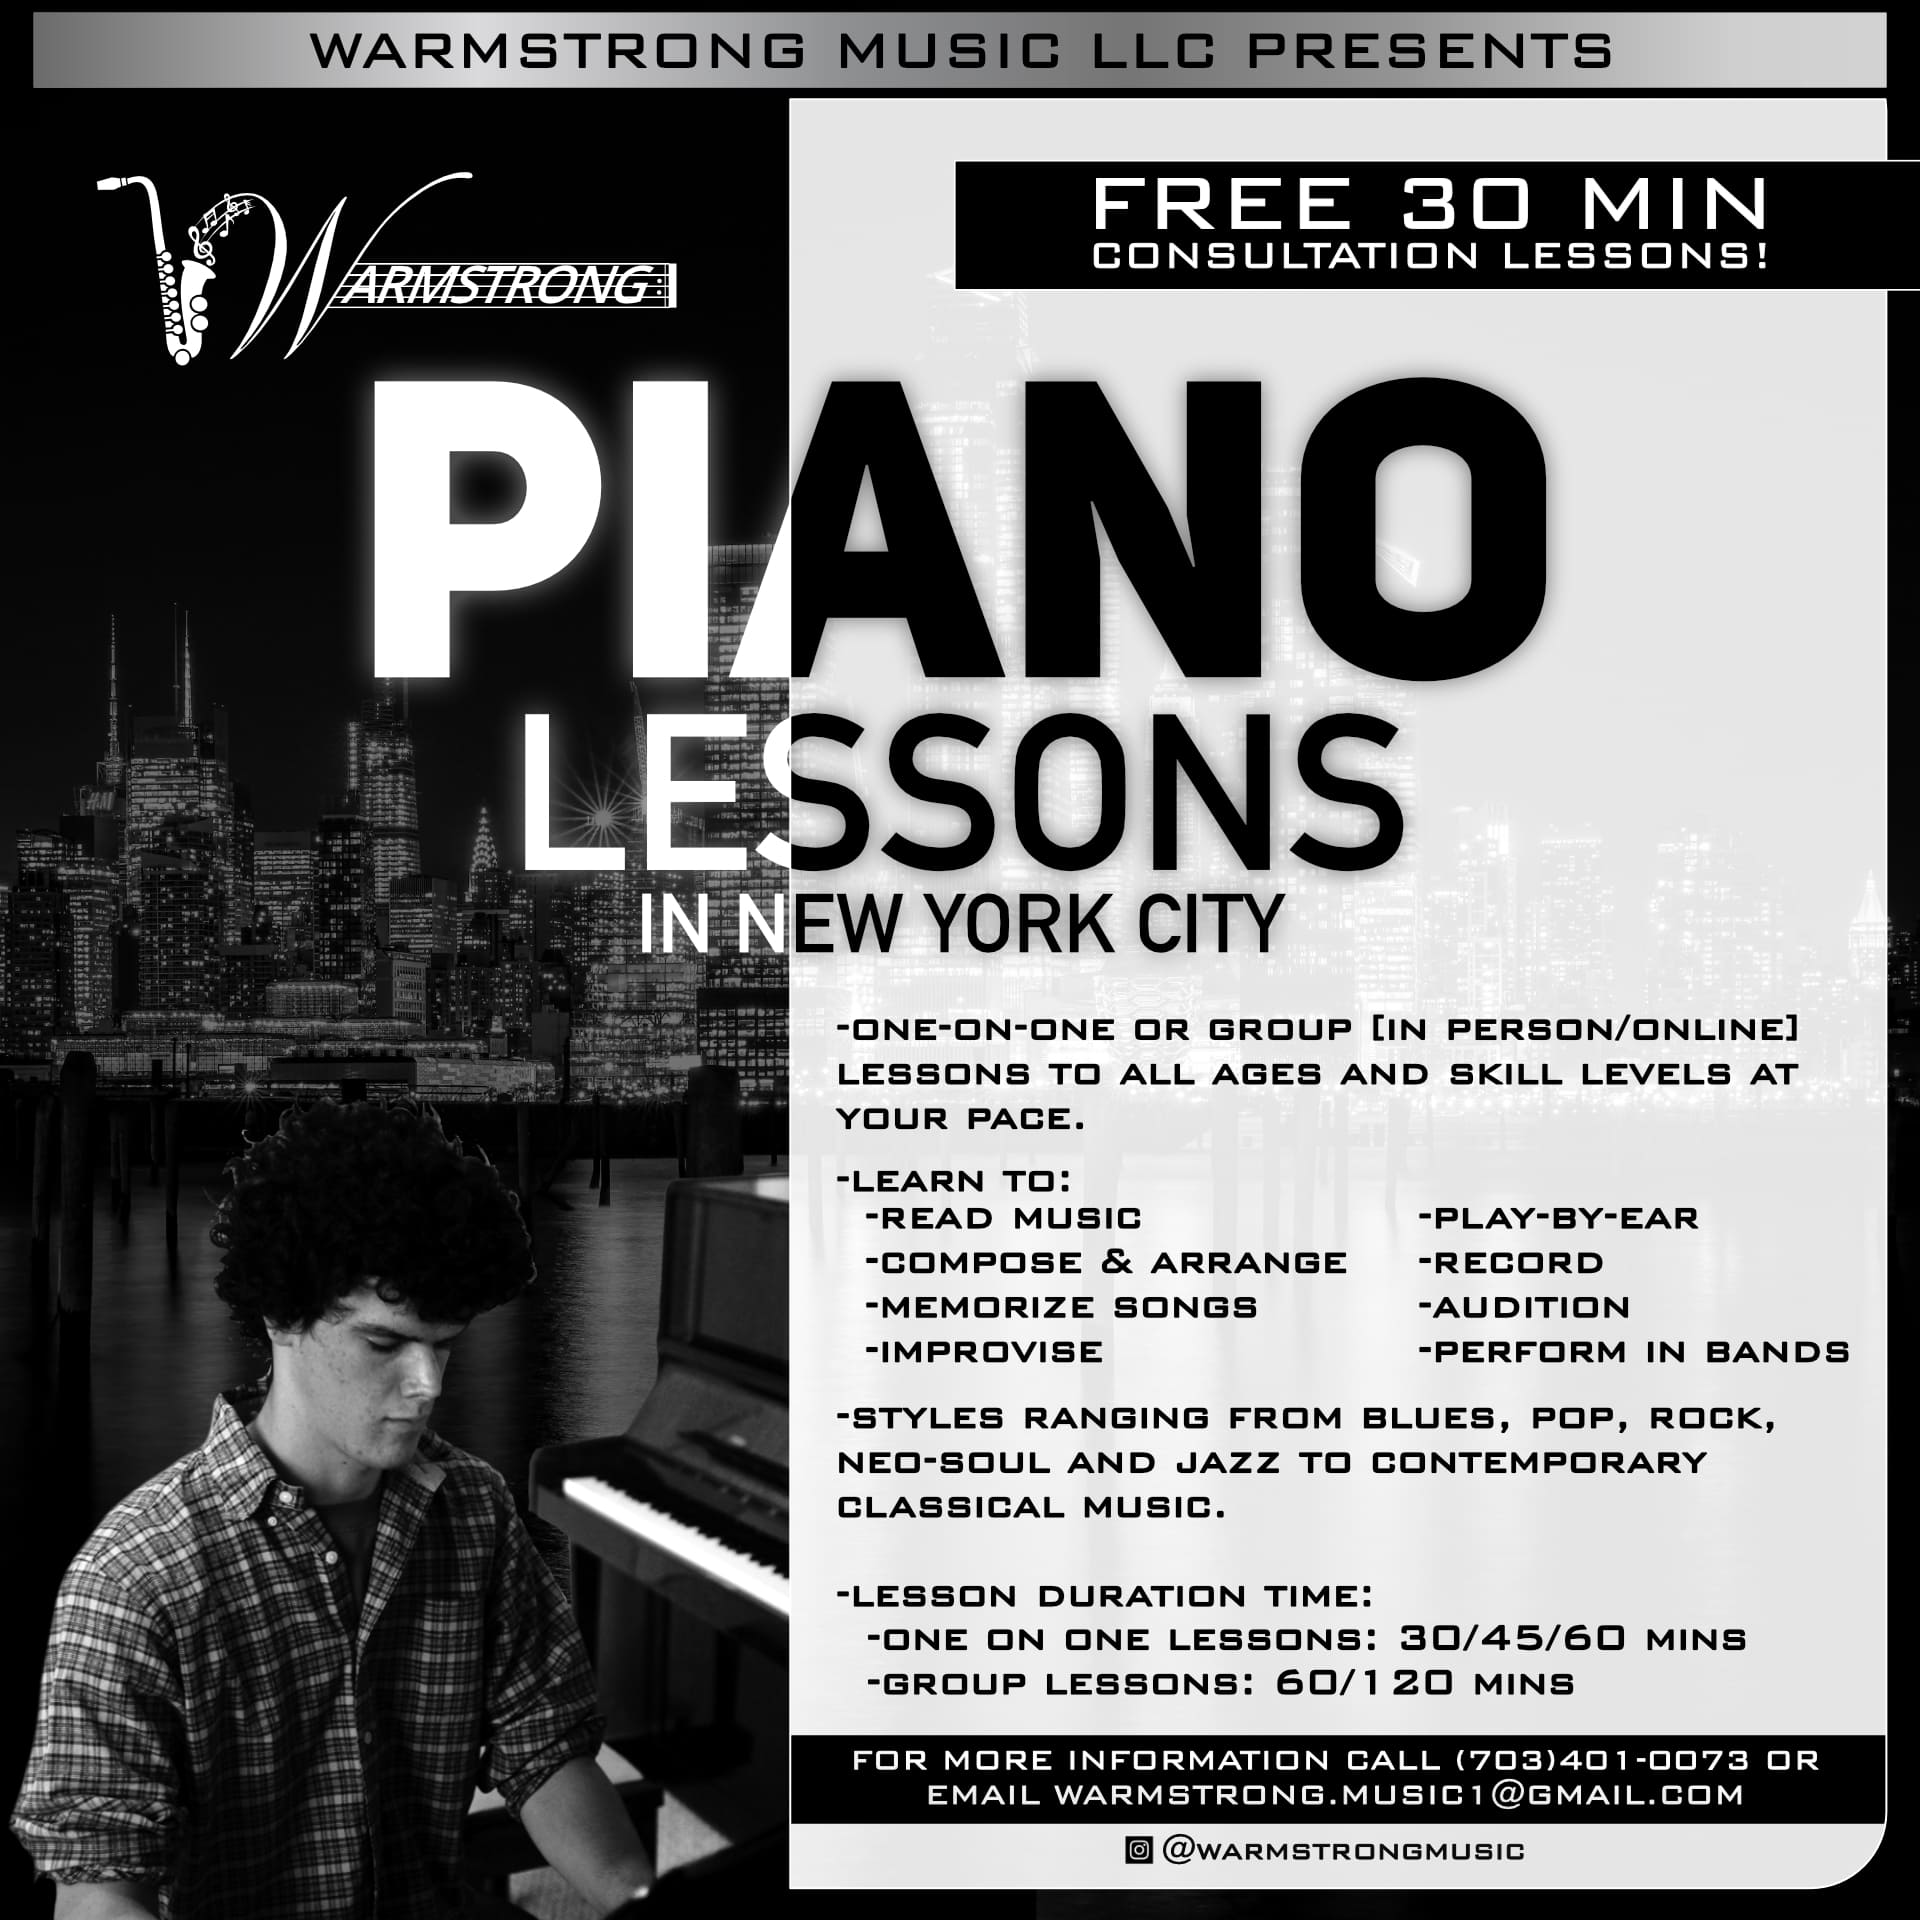 WARMSTRONG MUSIC LLC PRESENTS
WARMSTRONG
FREE 30 MIN
CONSULTATION LESSONS!
PIANO
LESSONS
IN NEW YORK CITY
-ONE-ON-ONE OR GROUP [IN PERSON/ONLINE]
LESSONS TO ALL AGES AND SKILL LEVELS AT
YOUR PACE.
-LEARN TO:
-READ MUSIC
-COMPOSE & ARRANGE
-MEMORIZE SONGS
-IMPROVISE
-PLAY-BY-EAR
-RECORD
-AUDITION
-PERFORM IN BANDS
-STYLES RANGING FROM BLUES, POP, ROCK,
NEO-SOUL AND JAZZ TO CONTEMPORARY
CLASSICAL MUSIC.
-LESSON DURATION TIME:
-ONE ON ONE LESSONS: 30/45/60 MINS
-GROUP LESSONS: 60/120 MINS
FOR MORE INFORMATION CALL (703)401-0073 OR
EMAIL WARMSTRONG.MUSIC1@GMAIL.COM
@WARMSTRONGMUSIC